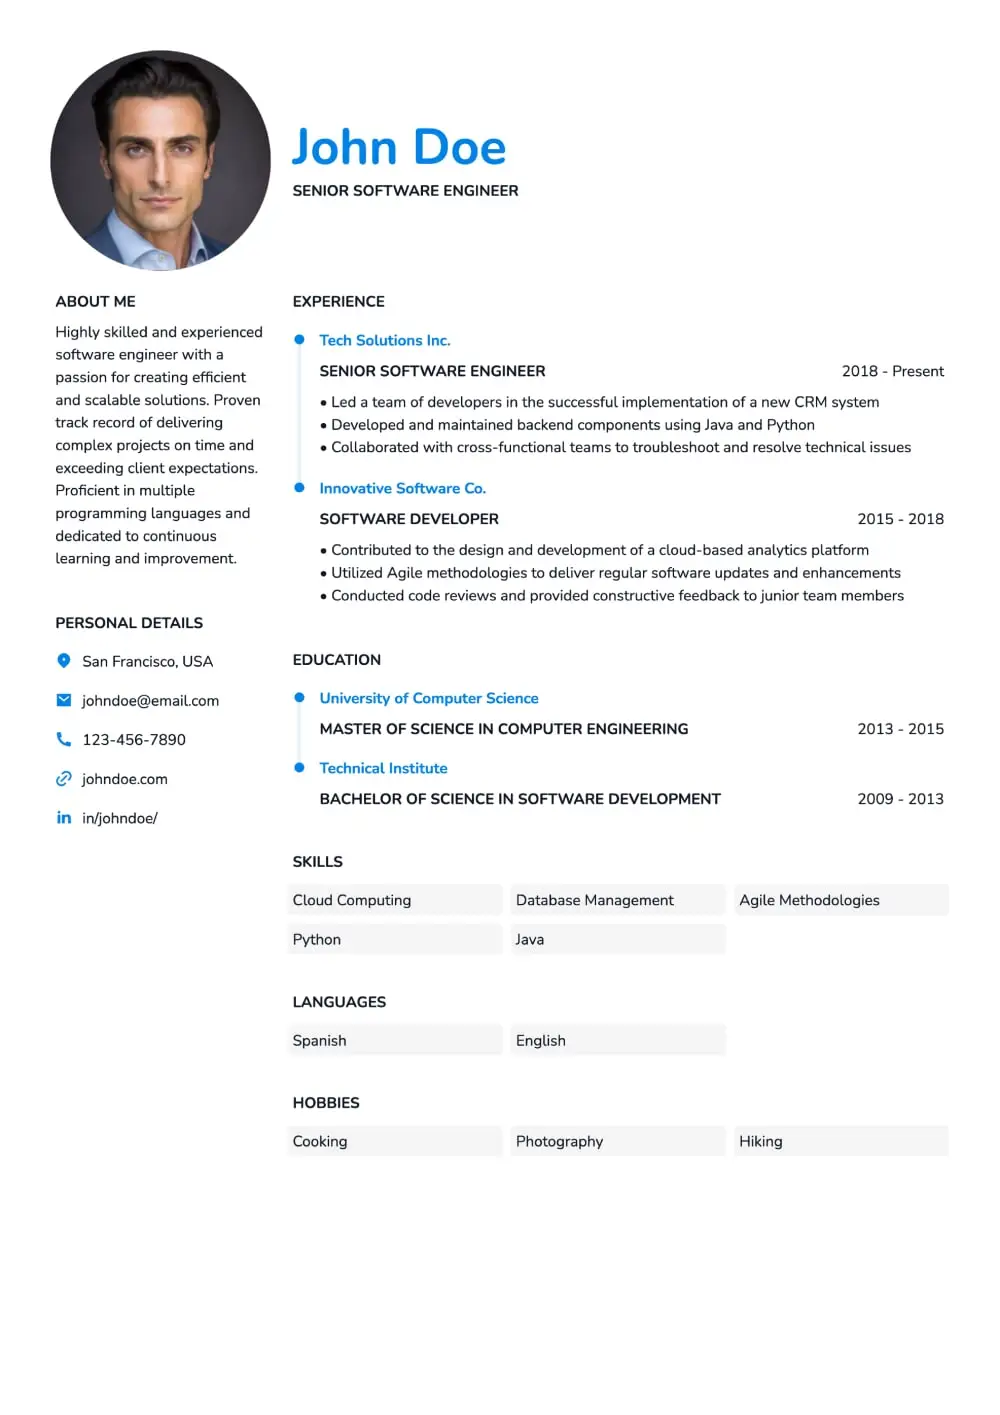 John Doe
SENIOR SOFTWARE ENGINEER
ABOUT ME
Highly skilled and experienced
software engineer with a
passion for creating efficient
and scalable solutions. Proven
track record of delivering
complex projects on time and
exceeding client expectations.
Proficient in multiple
programming languages and
dedicated to continuous
learning and improvement.
PERSONAL DETAILS
San Francisco, USA
johndoe@email.com
123-456-7890
johndoe.com
in in/johndoe/
EXPERIENCE
Tech Solutions Inc.
SENIOR SOFTWARE ENGINEER 2018 - Present
• Led a team of developers in the successful implementation of a new CRM system
• Developed and maintained backend components using Java and Python
• Collaborated with cross-functional teams to troubleshoot and resolve technical issues
Innovative Software Co.
SOFTWARE DEVELOPER 2015 - 2018
• Contributed to the design and development of a cloud-based analytics platform
• Utilized Agile methodologies to deliver regular software updates and enhancements
• Conducted code reviews and provided constructive feedback to junior team members
EDUCATION
University of Computer Science
MASTER OF SCIENCE IN COMPUTER ENGINEERING 2013 - 2015
Technical Institute
BACHELOR OF SCIENCE IN SOFTWARE DEVELOPMENT 2009 - 2013
SKILLS
Cloud Computing Database Management Agile Methodologies
Python Java
LANGUAGES
Spanish English
HOBBIES
Cooking Photography Hiking